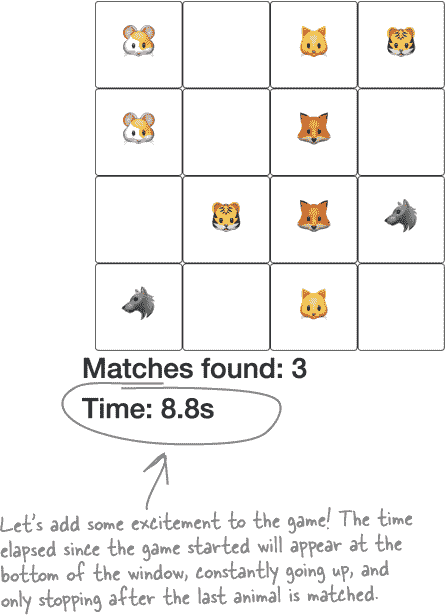 Matches found: 3
Time: 8.8s
Let's add some excitement to the game! The time
elapsed since the game started will appear at the
bottom of the window, constantly going up, and
only stopping after the last animal is matched.